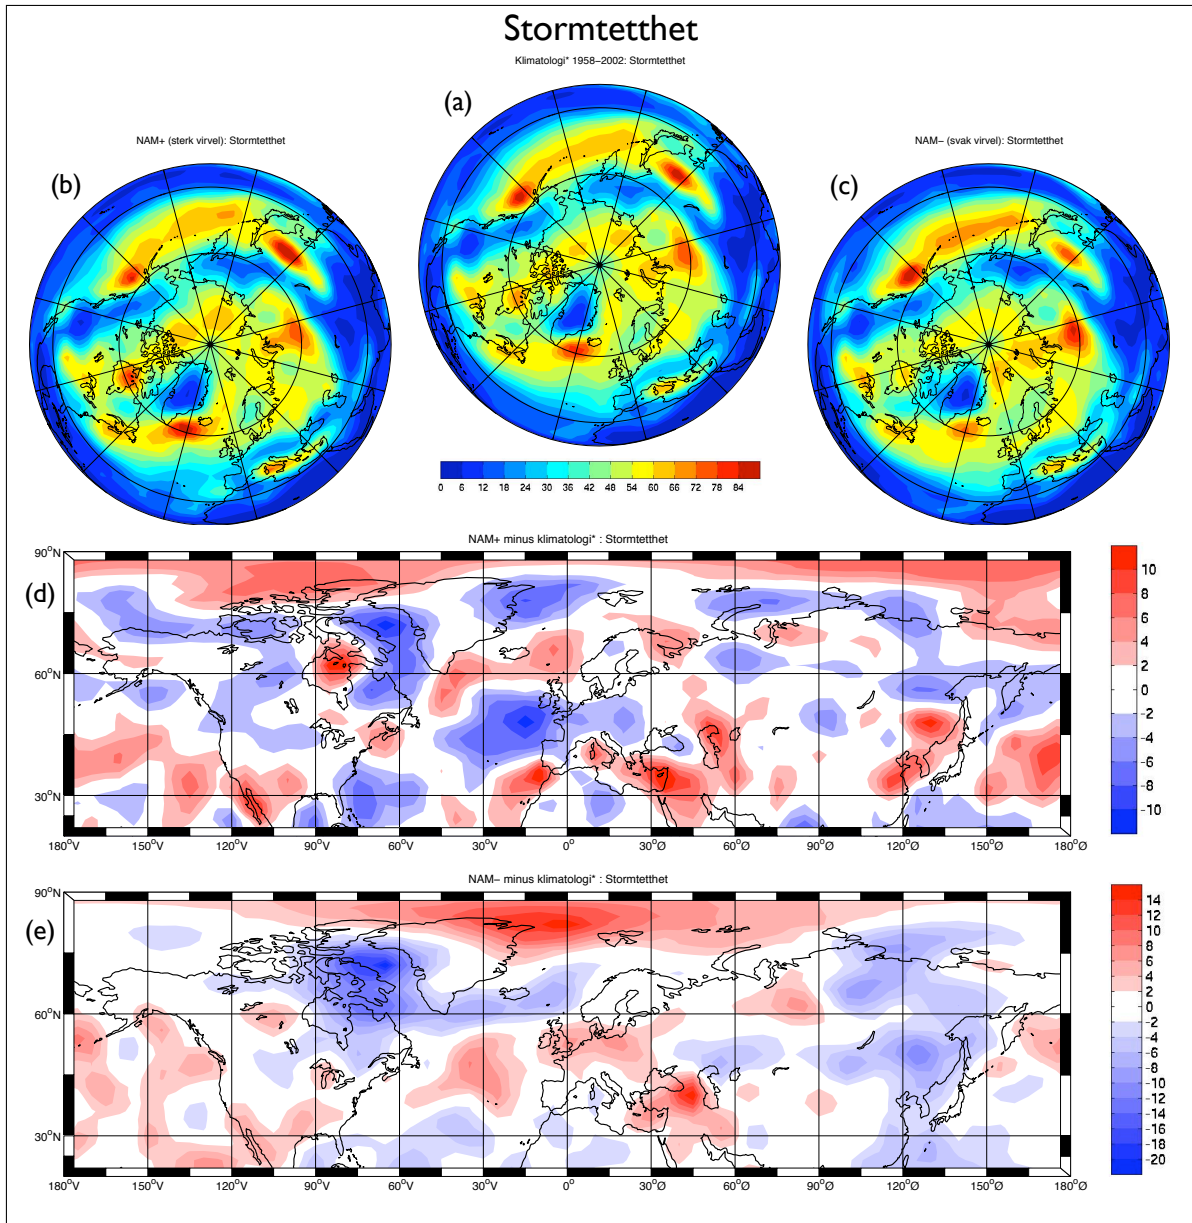 Stormtetthet
Klimatologi* 1958-2002: Stormtetthet
(a)
NAM+ (sterk virvel): Stormtetthet
(b)
NAM- (svak virvel): Stormtetthet
(c)
0 6 12 18 24 30 36 42 48 54 60 66 72 78 84
NAM+ minus klimatologi* : Stormtetthet
(d)
90°N
60°N
30°N
180°V 150°V 120°V 90°V 60°V 30°V 0° 30°Ø 60°Ø 90°Ø 120°Ø 150°Ø 180°Ø
10
8
6
4
2
0
-2
-4
-6
-8
-10
NAM- minus klimatologi* : Stormtetthet
(e)
90°N
60°N
30°N
180°V 150°V 120°V 90°V 60°V 30°V 0° 30°Ø 60°Ø 90°Ø 120°Ø 150°Ø 180°Ø
14
12
10
8
6
4
2
0
-2
-4
-6
-8
-10
-12
-14
-16
-18
-20